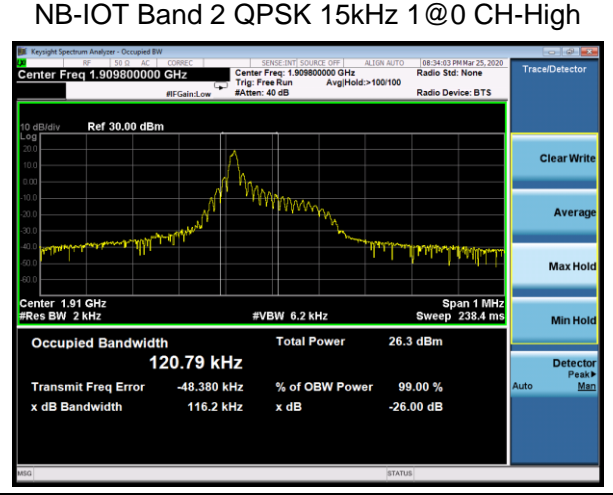 NB-IOT Band 2 QPSK 15kHz 1@0 CH-High
Keysight Spectrum Analyzer - Occupied BW
RF 50 Ω AC CORREC SENSE:INT SOURCE OFF ALIGN AUTO 08:34:03 PM Mar 25, 2020
Center Freq 1.909800000 GHz
Center Freq: 1.909800000 GHz
Radio Std: None
Trig: Free Run Avg|Hold:>100/100
#IFGain:Low #Atten: 40 dB Radio Device: BTS
Trace/Detector
10 dB/div Ref 30.00 dBm
Log
20.0
10.0
0.00
-10.0
-20.0
-30.0
-40.0
-50.0
-60.0
Clear Write
Average
Max Hold
Min Hold
Center 1.91 GHz Span 1 MHz
#Res BW 2 kHz #VBW 6.2 kHz Sweep 238.4 ms
Occupied Bandwidth Total Power 26.3 dBm
120.79 kHz
Transmit Freq Error -48.380 kHz % of OBW Power 99.00 %
x dB Bandwidth 116.2 kHz x dB -26.00 dB
Detector
Peak▶
Auto Man
MSG STATUS